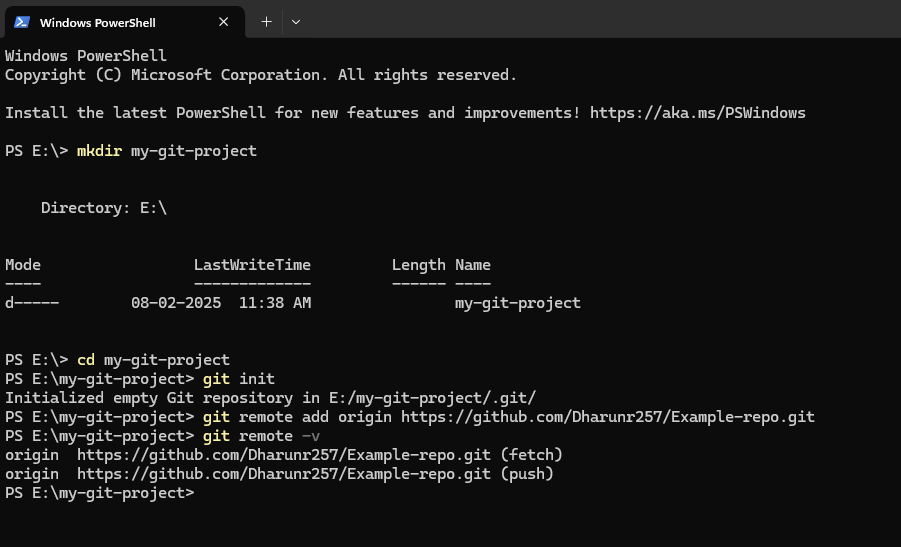 Windows PowerShell
Windows PowerShell
Copyright (C) Microsoft Corporation. All rights reserved.
Install the latest PowerShell for new features and improvements! https://aka.ms/PSWindows
PS E:\> mkdir my-git-project
Directory: E:\
Mode                 LastWriteTime         Length Name
----                 -------------         ------ ----
d-----        08-02-2025  11:38 AM                my-git-project
PS E:\> cd my-git-project
PS E:\my-git-project> git init
Initialized empty Git repository in E:/my-git-project/.git/
PS E:\my-git-project> git remote add origin https://github.com/Dharunr257/Example-repo.git
PS E:\my-git-project> git remote -v
origin  https://github.com/Dharunr257/Example-repo.git (fetch)
origin  https://github.com/Dharunr257/Example-repo.git (push)
PS E:\my-git-project>